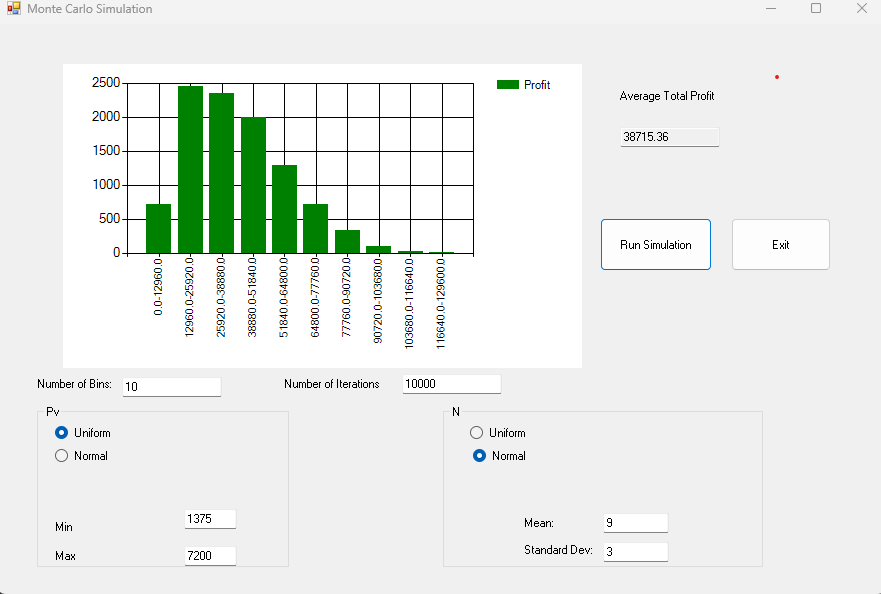 Monte Carlo Simulation
2500
2000
1500
1000
500
0
0.0-12960.0
12960.0-25920.0
25920.0-38880.0
38880.0-51840.0
51840.0-64800.0
64800.0-77760.0
77760.0-90720.0
90720.0-103680.0
103680.0-116640.0
116640.0-129600.0
Profit
Average Total Profit
38715.36
Run Simulation
Exit
Number of Bins: 10
Number of Iterations 10000
Pv
Uniform
Normal
Min 1375
Max 7200
N
Uniform
Normal
Mean: 9
Standard Dev: 3